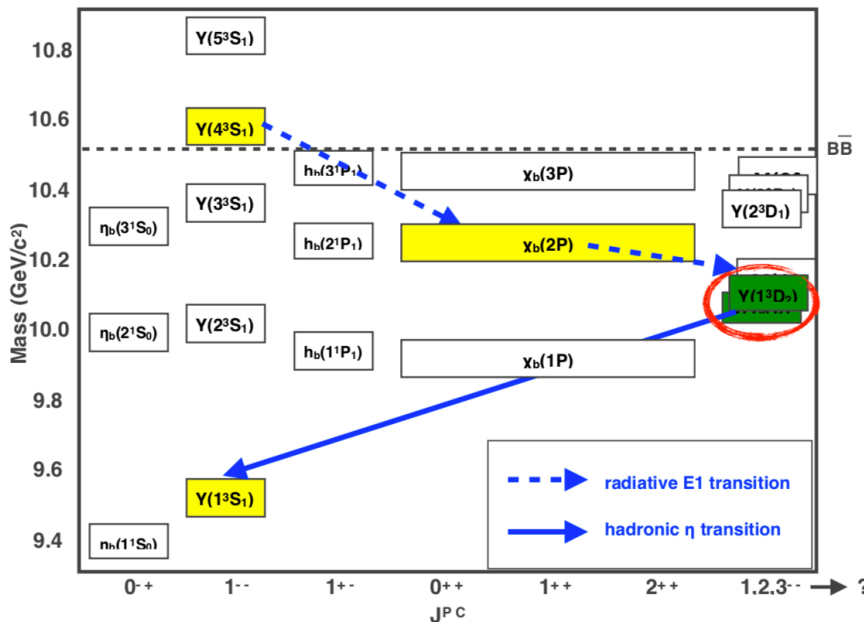 10.8
10.6
10.4
10.2
10.0
9.8
9.6
9.4
Mass (GeV/c²)
Υ(5³S₁)
Υ(4³S₁)
BB̅
h_b(3¹P₁)
χ_b(3P)
Υ(3³S₁)
η_b(3¹S₀)
Υ(2³D₁)
h_b(2¹P₁)
χ_b(2P)
Υ(1³D₂)
η_b(2¹S₀)
Υ(2³S₁)
h_b(1¹P₁)
χ_b(1P)
Υ(1³S₁)
η_b(1¹S₀)
radiative E1 transition
hadronic η transition
0⁻⁺ 1⁻⁻ 1⁺⁻ 0⁺⁺ 1⁺⁺ 2⁺⁺ 1,2,3⁻⁻ → ?
J^PC